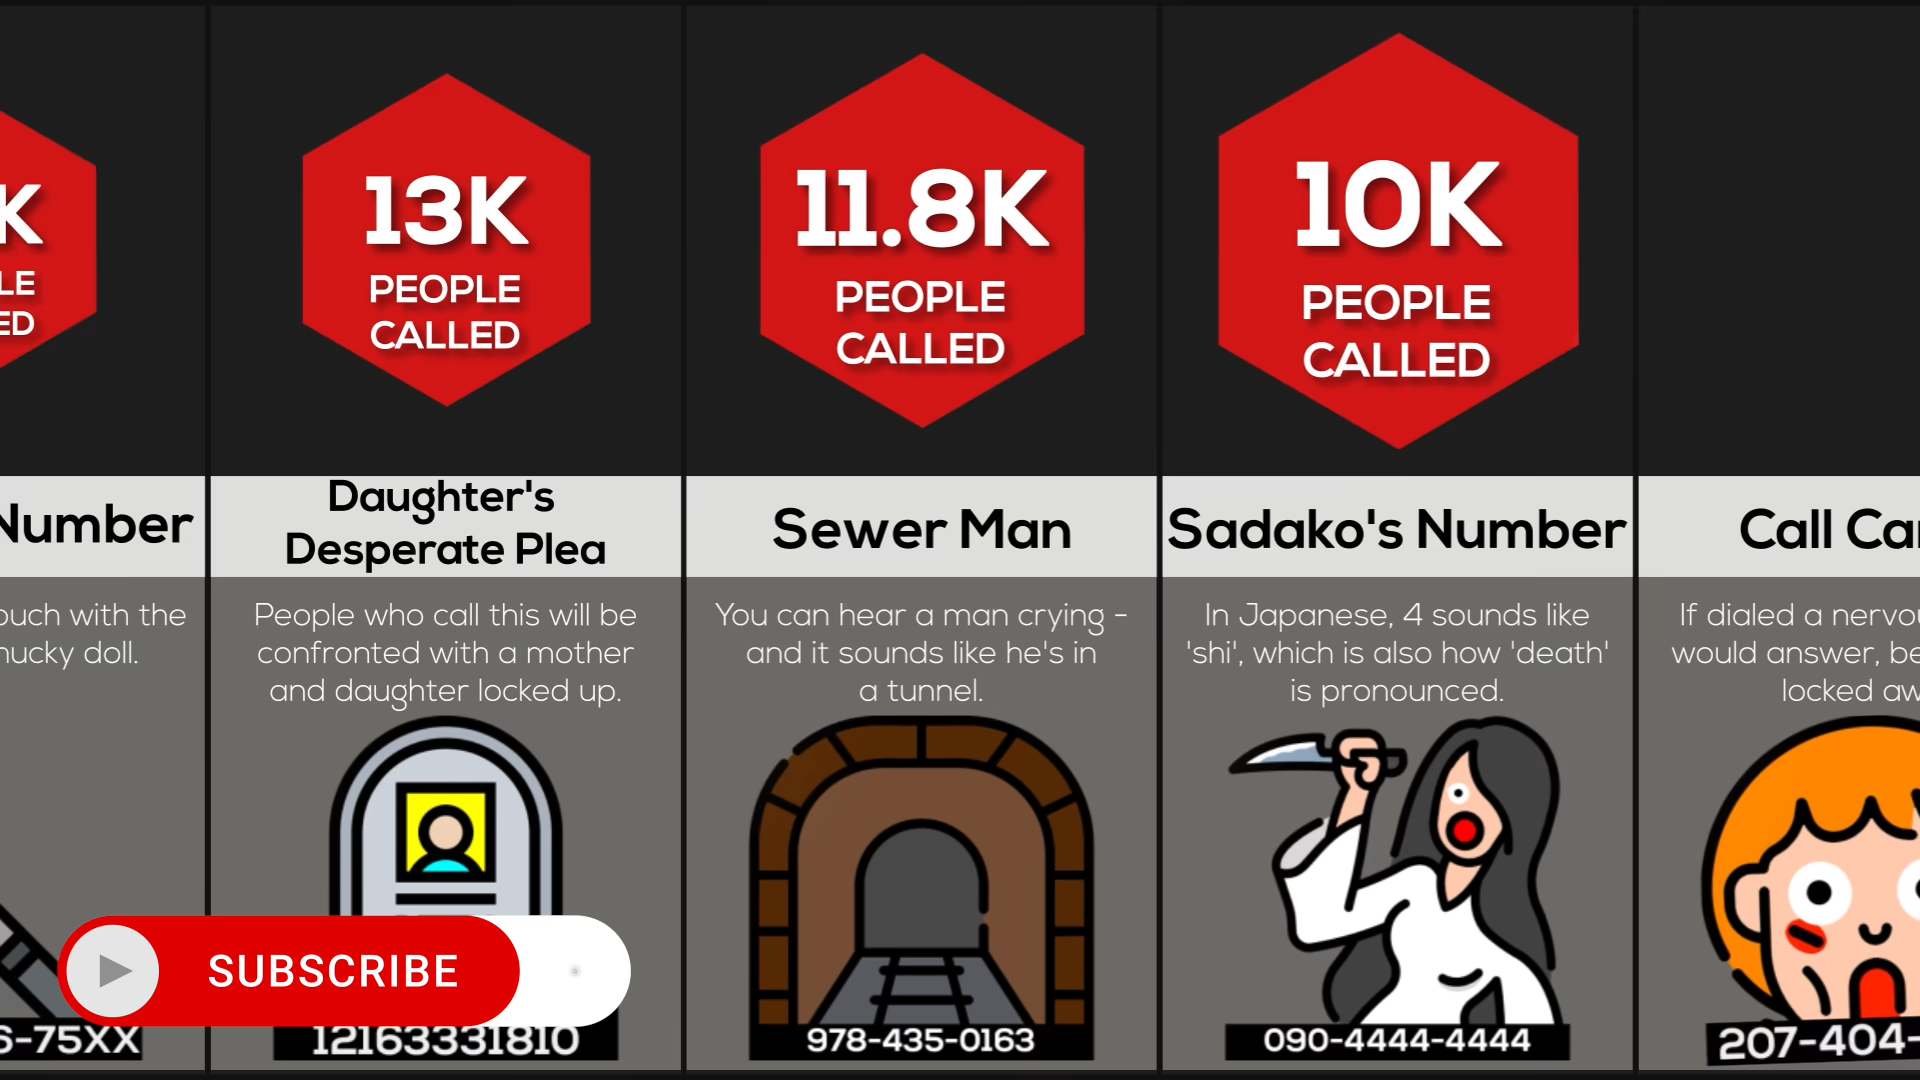 K
LE
ED
Number
ouch with the
hucky doll.
6-75XX
13K
PEOPLE
CALLED
Daughter's
Desperate Plea
People who call this will be
confronted with a mother
and daughter locked up.
12163331810
11.8K
PEOPLE
CALLED
Sewer Man
You can hear a man crying -
and it sounds like he's in
a tunnel.
978-435-0163
10K
PEOPLE
CALLED
Sadako's Number
In Japanese, 4 sounds like
'shi', which is also how 'death'
is pronounced.
090-4444-4444
Call Car
If dialed a nervou
would answer, be
locked aw
207-404-
SUBSCRIBE